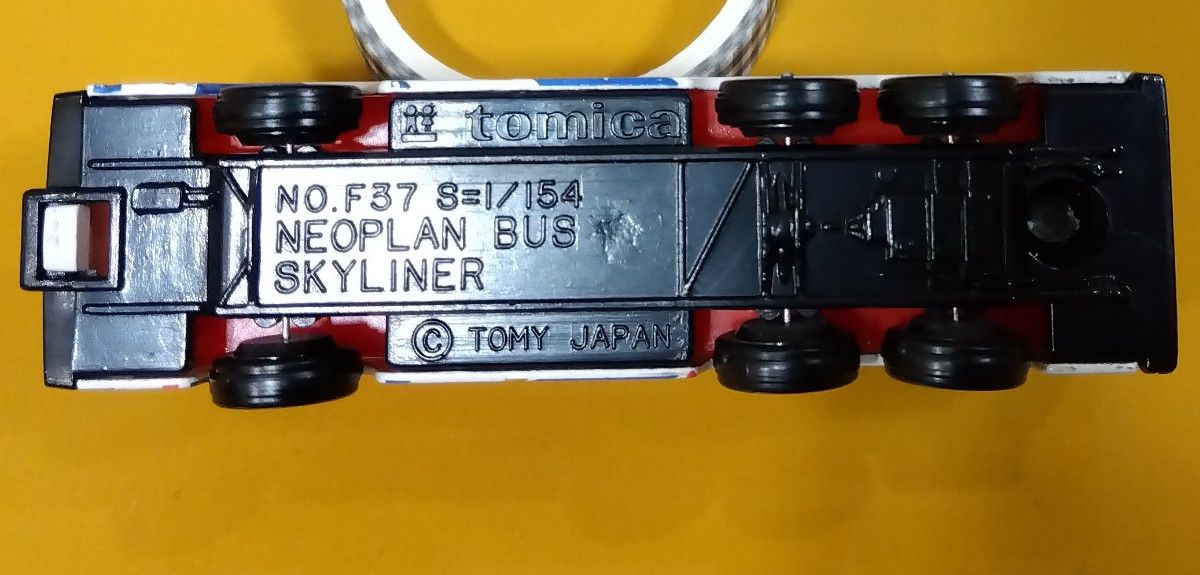 tomica
NO. F37 S=1/154
NEOPLAN BUS
SKYLINER
© TOMY JAPAN